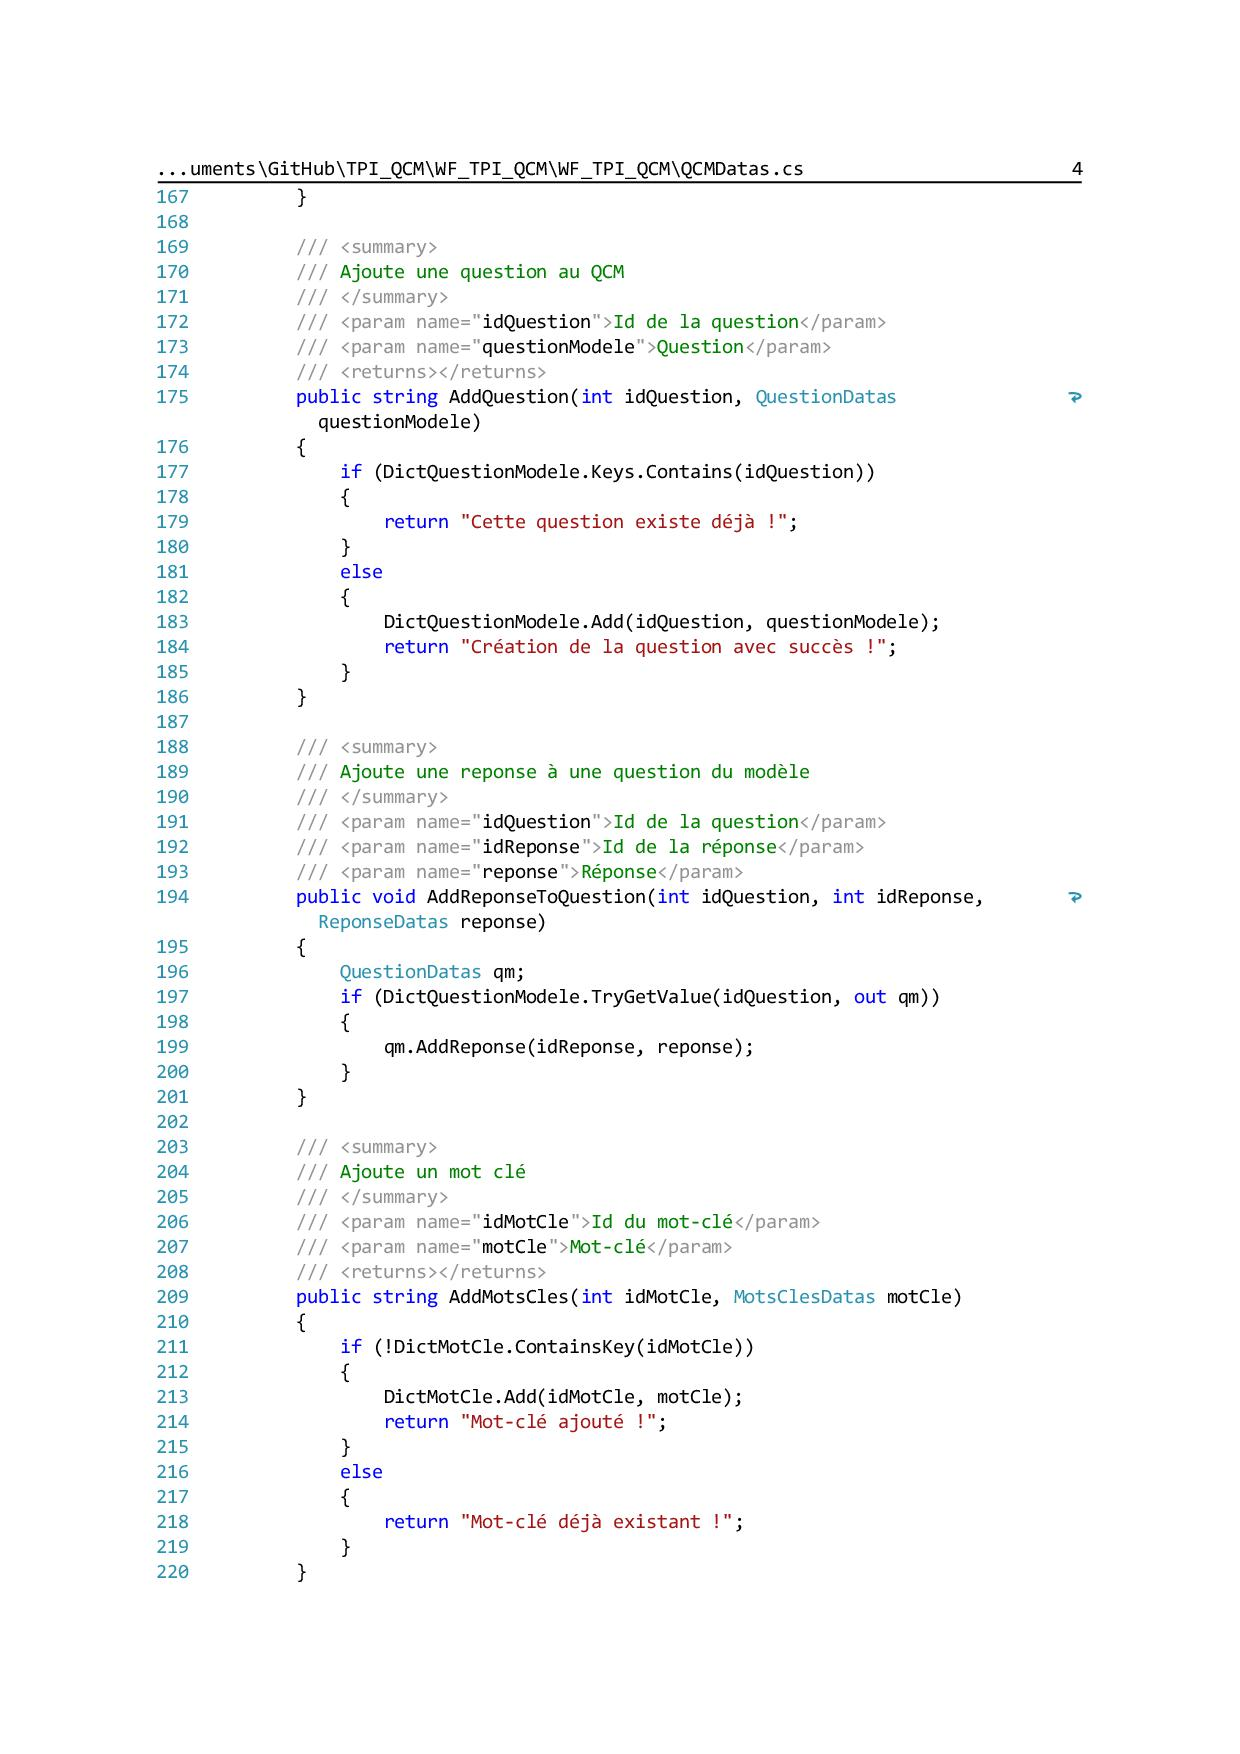 ...uments\GitHub\TPI_QCM\WF_TPI_QCM\WF_TPI_QCM\QCMDatas.cs 4
167 }
168
169 /// <summary>
170 /// Ajoute une question au QCM
171 /// </summary>
172 /// <param name="idQuestion">Id de la question</param>
173 /// <param name="questionModele">Question</param>
174 /// <returns></returns>
175 public string AddQuestion(int idQuestion, QuestionDatas
questionModele)
176 {
177 if (DictQuestionModele.Keys.Contains(idQuestion))
178 {
179 return "Cette question existe déjà !";
180 }
181 else
182 {
183 DictQuestionModele.Add(idQuestion, questionModele);
184 return "Création de la question avec succès !";
185 }
186 }
187
188 /// <summary>
189 /// Ajoute une reponse à une question du modèle
190 /// </summary>
191 /// <param name="idQuestion">Id de la question</param>
192 /// <param name="idReponse">Id de la réponse</param>
193 /// <param name="reponse">Réponse</param>
194 public void AddReponseToQuestion(int idQuestion, int idReponse,
ReponseDatas reponse)
195 {
196 QuestionDatas qm;
197 if (DictQuestionModele.TryGetValue(idQuestion, out qm))
198 {
199 qm.AddReponse(idReponse, reponse);
200 }
201 }
202
203 /// <summary>
204 /// Ajoute un mot clé
205 /// </summary>
206 /// <param name="idMotCle">Id du mot-clé</param>
207 /// <param name="motCle">Mot-clé</param>
208 /// <returns></returns>
209 public string AddMotsCles(int idMotCle, MotsClesDatas motCle)
210 {
211 if (!DictMotCle.ContainsKey(idMotCle))
212 {
213 DictMotCle.Add(idMotCle, motCle);
214 return "Mot-clé ajouté !";
215 }
216 else
217 {
218 return "Mot-clé déjà existant !";
219 }
220 }